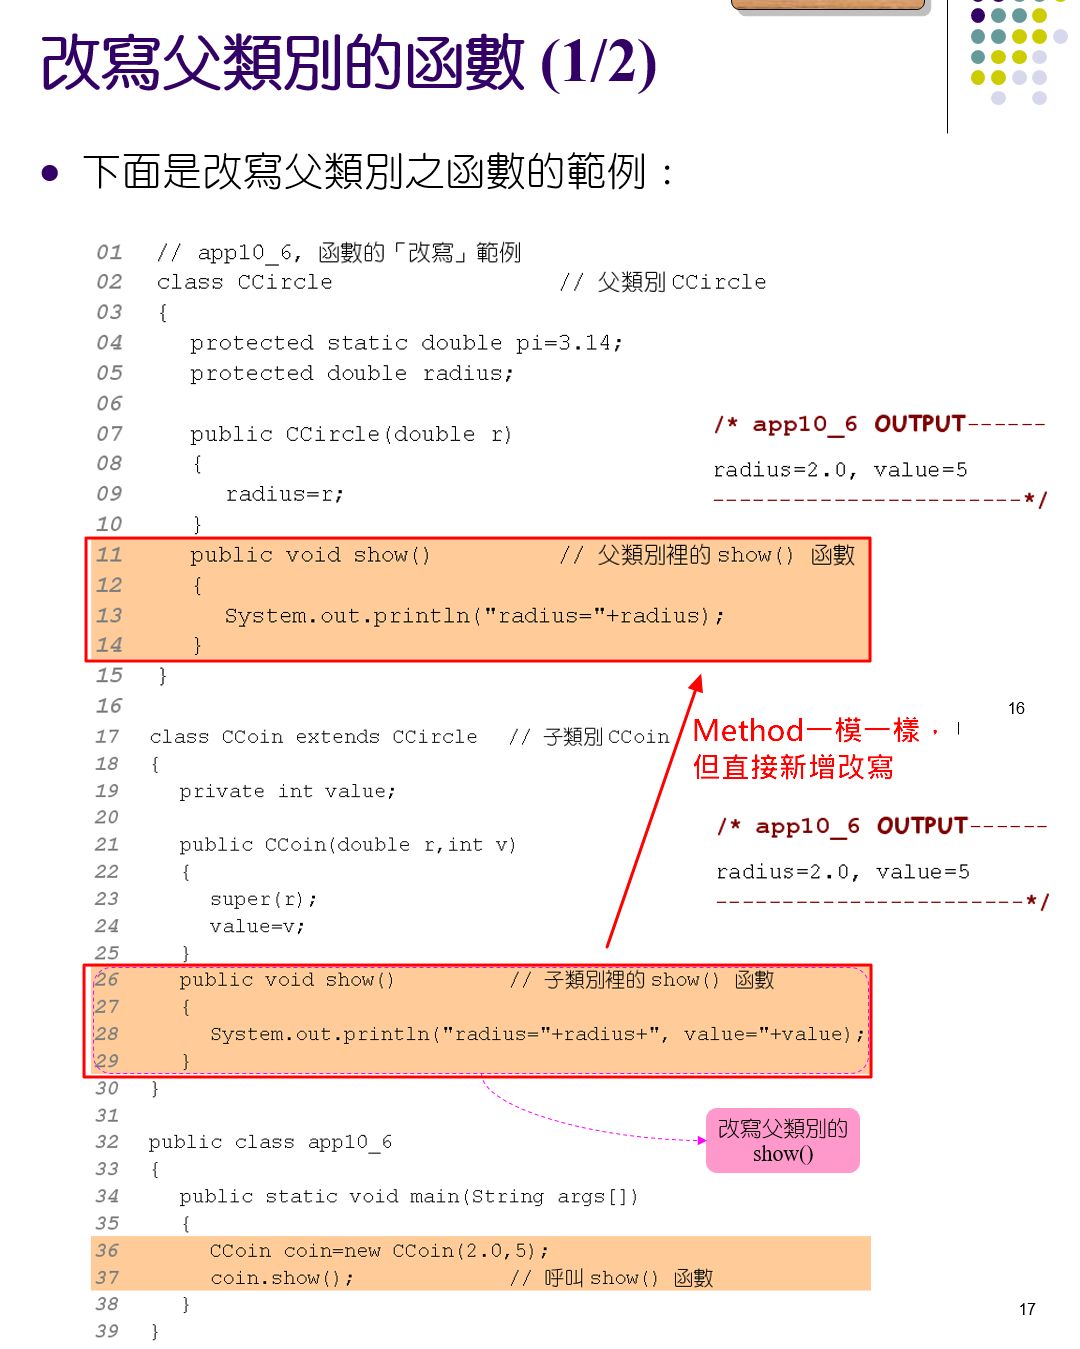 改寫父類別的函數 (1/2)
● 下面是改寫父類別之函數的範例：
01 // app10_6, 函數的「改寫」範例
02 class CCircle // 父類別 CCircle
03 {
04 protected static double pi=3.14;
05 protected double radius;
06
07 public CCircle(double r)
08 {
09 radius=r;
10 }
11 public void show() // 父類別裡的 show() 函數
12 {
13 System.out.println("radius="+radius);
14 }
15 }
16
/* app10_6 OUTPUT------
radius=2.0, value=5
-----------------------*/
16
17 class CCoin extends CCircle // 子類別 CCoin
18 {
19 private int value;
20
21 public CCoin(double r,int v)
22 {
23 super(r);
24 value=v;
25 }
26 public void show() // 子類別裡的 show() 函數
27 {
28 System.out.println("radius="+radius+", value="+value);
29 }
30 }
31
32 public class app10_6
33 {
34 public static void main(String args[])
35 {
36 CCoin coin=new CCoin(2.0,5);
37 coin.show(); // 呼叫 show() 函數
38 }
39 }
Method一模一樣，
但直接新增改寫
/* app10_6 OUTPUT------
radius=2.0, value=5
-----------------------*/
改寫父類別的
show()
17